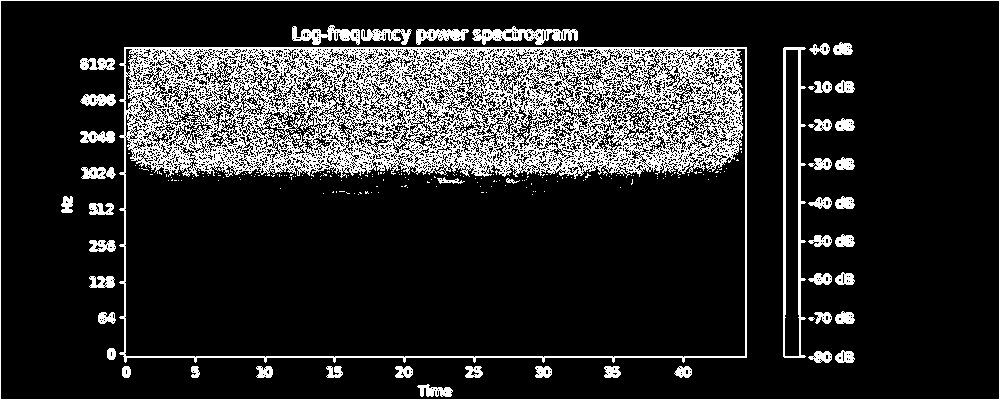 Log-frequency power spectrogram
8192
4096
2048
1024
512
256
128
64
0
Hz
0 5 10 15 20 25 30 35 40
Time
+0 dB
-10 dB
-20 dB
-30 dB
-40 dB
-50 dB
-60 dB
-70 dB
-80 dB